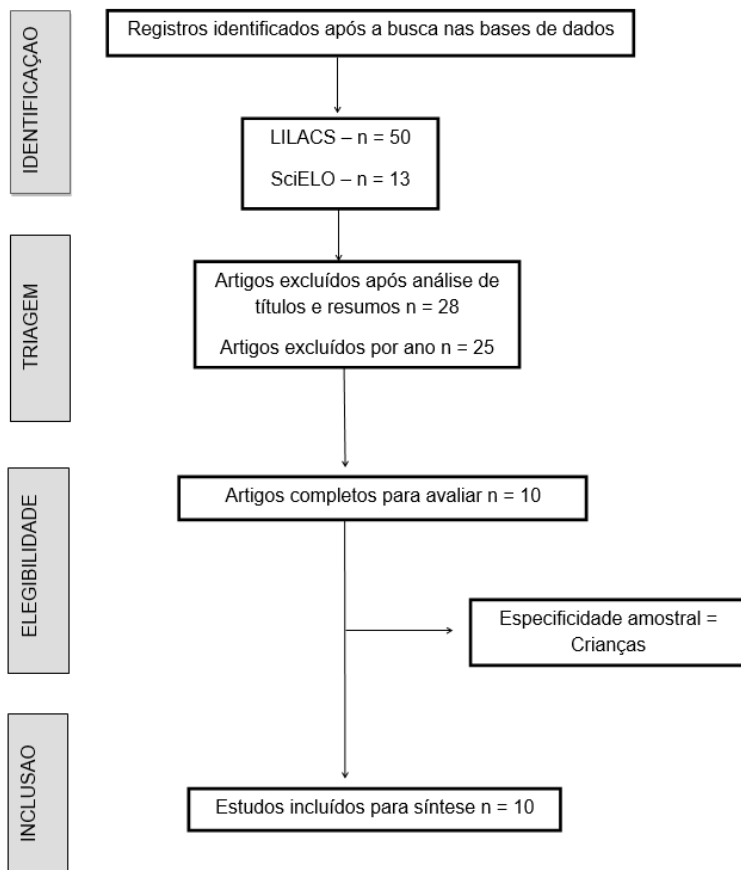 IDENTIFICAÇAO
Registros identificados após a busca nas bases de dados
LILACS – n = 50
SciELO – n = 13
TRIAGEM
Artigos excluídos após análise de
títulos e resumos n = 28
Artigos excluídos por ano n = 25
ELEGIBILIDADE
Artigos completos para avaliar n = 10
Especificidade amostral =
Crianças
INCLUSAO
Estudos incluídos para síntese n = 10